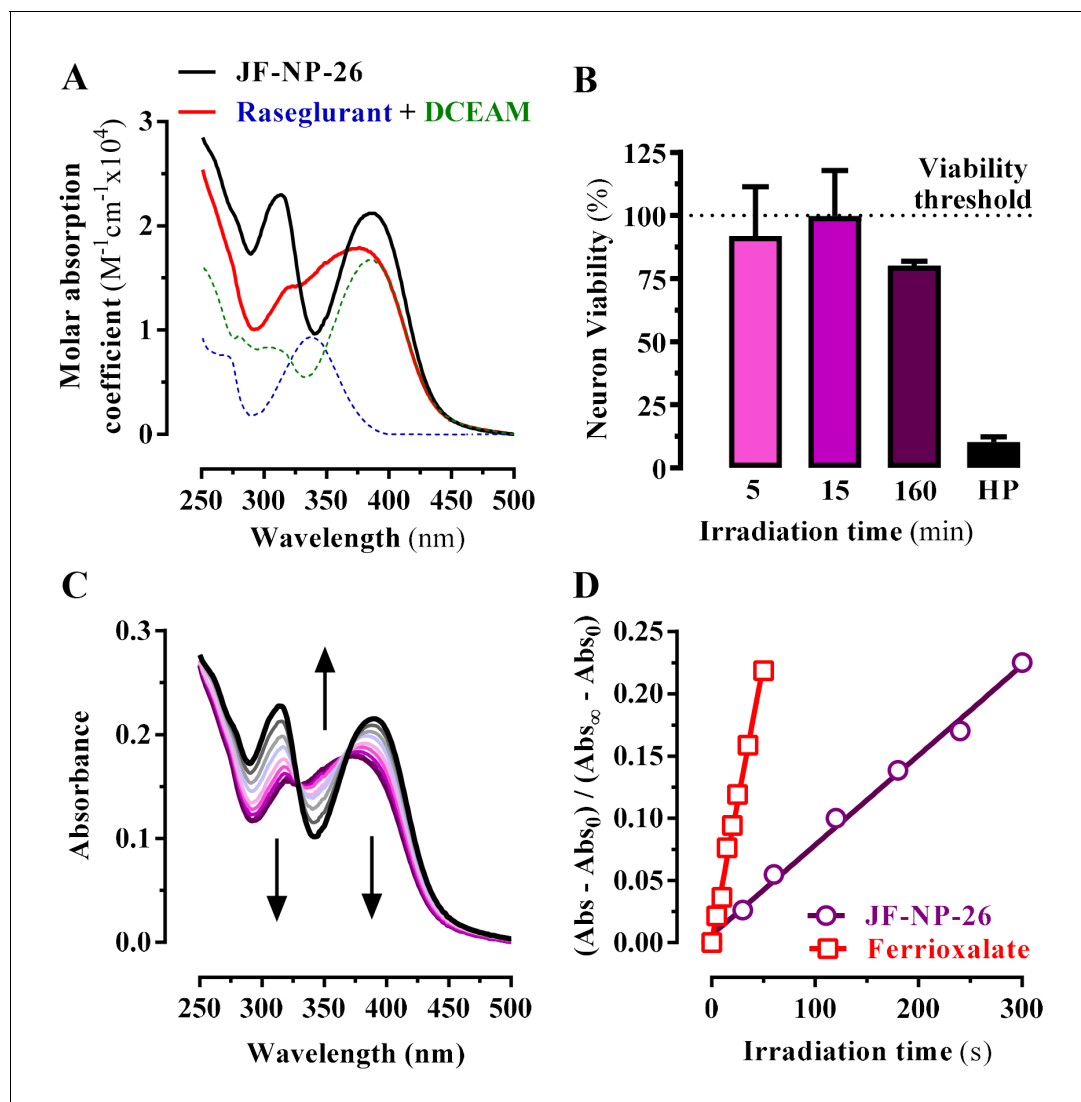 A
JF-NP-26
Raseglurant + DCEAM
Molar absorption
coefficient (M⁻¹cm⁻¹x10⁴)
3
2
1
0
250 300 350 400 450 500
Wavelength (nm)
B
Neuron Viability (%)
125
100
75
50
25
0
Viability
threshold
5 15 160 HP
Irradiation time (min)
C
Absorbance
0.3
0.2
0.1
0.0
250 300 350 400 450 500
Wavelength (nm)
D
(Abs - Abs₀) / (Abs∞ - Abs₀)
0.25
0.20
0.15
0.10
0.05
0.00
JF-NP-26
Ferrioxalate
0 100 200 300
Irradiation time (s)